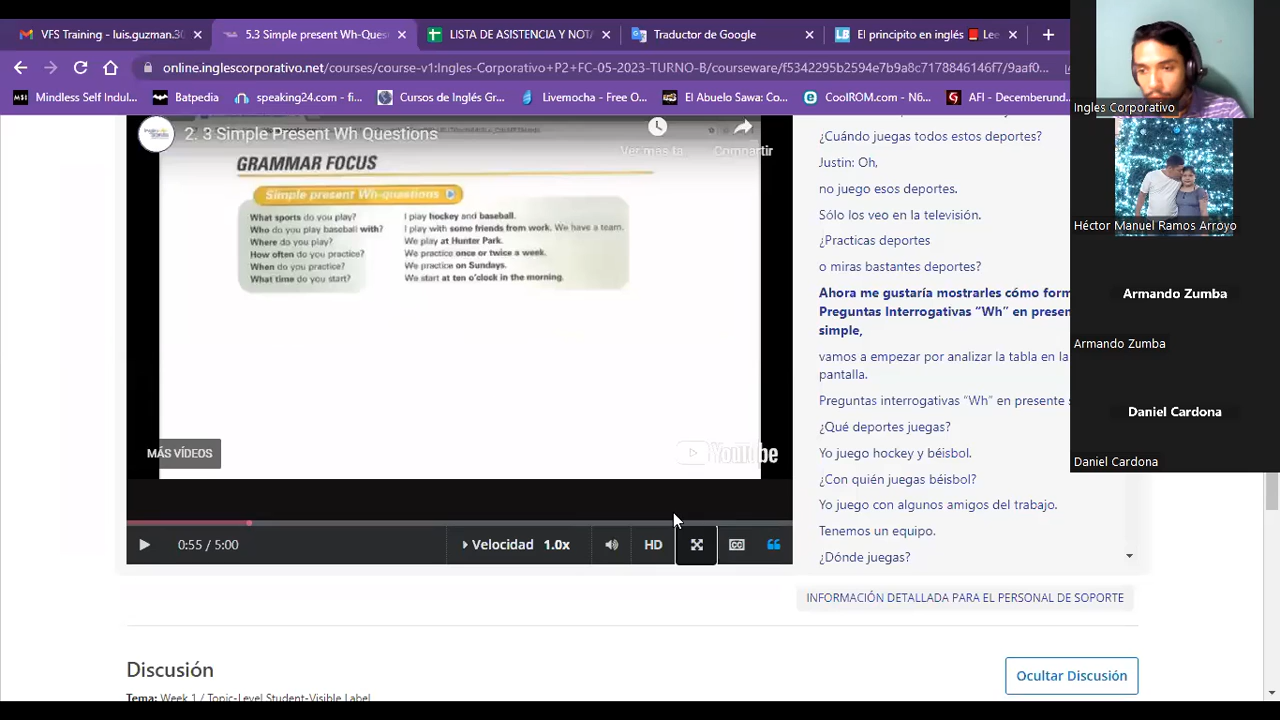 VFS Training - luis.guzman.30
5.3 Simple present Wh-Ques
LISTA DE ASISTENCIA Y NOTA
Traductor de Google
El principito en inglés
Lee
online.inglescorporativo.net/courses/course-v1:Ingles-Corporativo+P2+FC-05-2023-TURNO-B/courseware/f5342295b2594e7b9a8c7178846146f7/9aaf0...
Mindless Self Indul...
Batpedia
speaking24.com - fi...
Cursos de Inglés Gr...
Livemocha - Free O...
El Abuelo Sawa: Co...
CoolROM.com - N6...
AFI - Decemberund...
2: 3 Simple Present Wh Questions
Ver más ta
Compartir
GRAMMAR FOCUS
Simple present Wh-questions
What sports do you play? I play hockey and baseball.
Who do you play baseball with? I play with some friends from work. We have a team.
Where do you play? We play at Hunter Park.
How often do you practice? We practice once or twice a week.
When do you practice? We practice on Sundays.
What time do you start? We start at ten o'clock in the morning.
MÁS VÍDEOS
YouTube
0:55 / 5:00
Velocidad 1.0x
HD
¿Cuándo juegas todos estos deportes?
Justin: Oh,
no juego esos deportes.
Sólo los veo en la televisión.
¿Practicas deportes
o miras bastantes deportes?
Ahora me gustaría mostrarles cómo form
Preguntas Interrogativas “Wh” en presen
simple,
vamos a empezar por analizar la tabla en la
pantalla.
Preguntas interrogativas “Wh” en presente s
¿Qué deportes juegas?
Yo juego hockey y béisbol.
¿Con quién juegas béisbol?
Yo juego con algunos amigos del trabajo.
Tenemos un equipo.
¿Dónde juegas?
INFORMACIÓN DETALLADA PARA EL PERSONAL DE SOPORTE
Discusión
Ocultar Discusión
Tema: Week 1 / Topic-Level Student-Visible Label
Ingles Corporativo
Héctor Manuel Ramos Arroyo
Armando Zumba
Armando Zumba
Daniel Cardona
Daniel Cardona